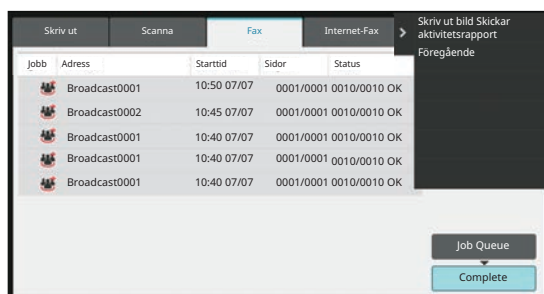 Skriv ut
Scanna
Fax
Internet-Fax
Skriv ut bild Skickar
aktivitetsrapport
Föregående
Jobb Adress Starttid Sidor Status
Broadcast0001 10:50 07/07 0001/0001 0010/0010 OK
Broadcast0002 10:45 07/07 0001/0001 0010/0010 OK
Broadcast0001 10:40 07/07 0001/0001 0010/0010 OK
Broadcast0001 10:40 07/07 0001/0001 0010/0010 OK
Broadcast0001 10:40 07/07 0001/0001 0010/0010 OK
Job Queue
Complete